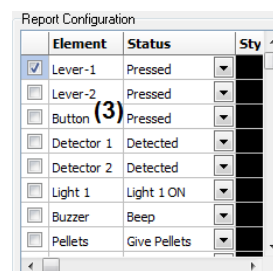 Report Configuration
Element Status Sty
Lever-1 Pressed
Lever-2 Pressed
Button (3) Pressed
Detector 1 Detected
Detector 2 Detected
Light 1 Light 1 ON
Buzzer Beep
Pellets Give Pellets